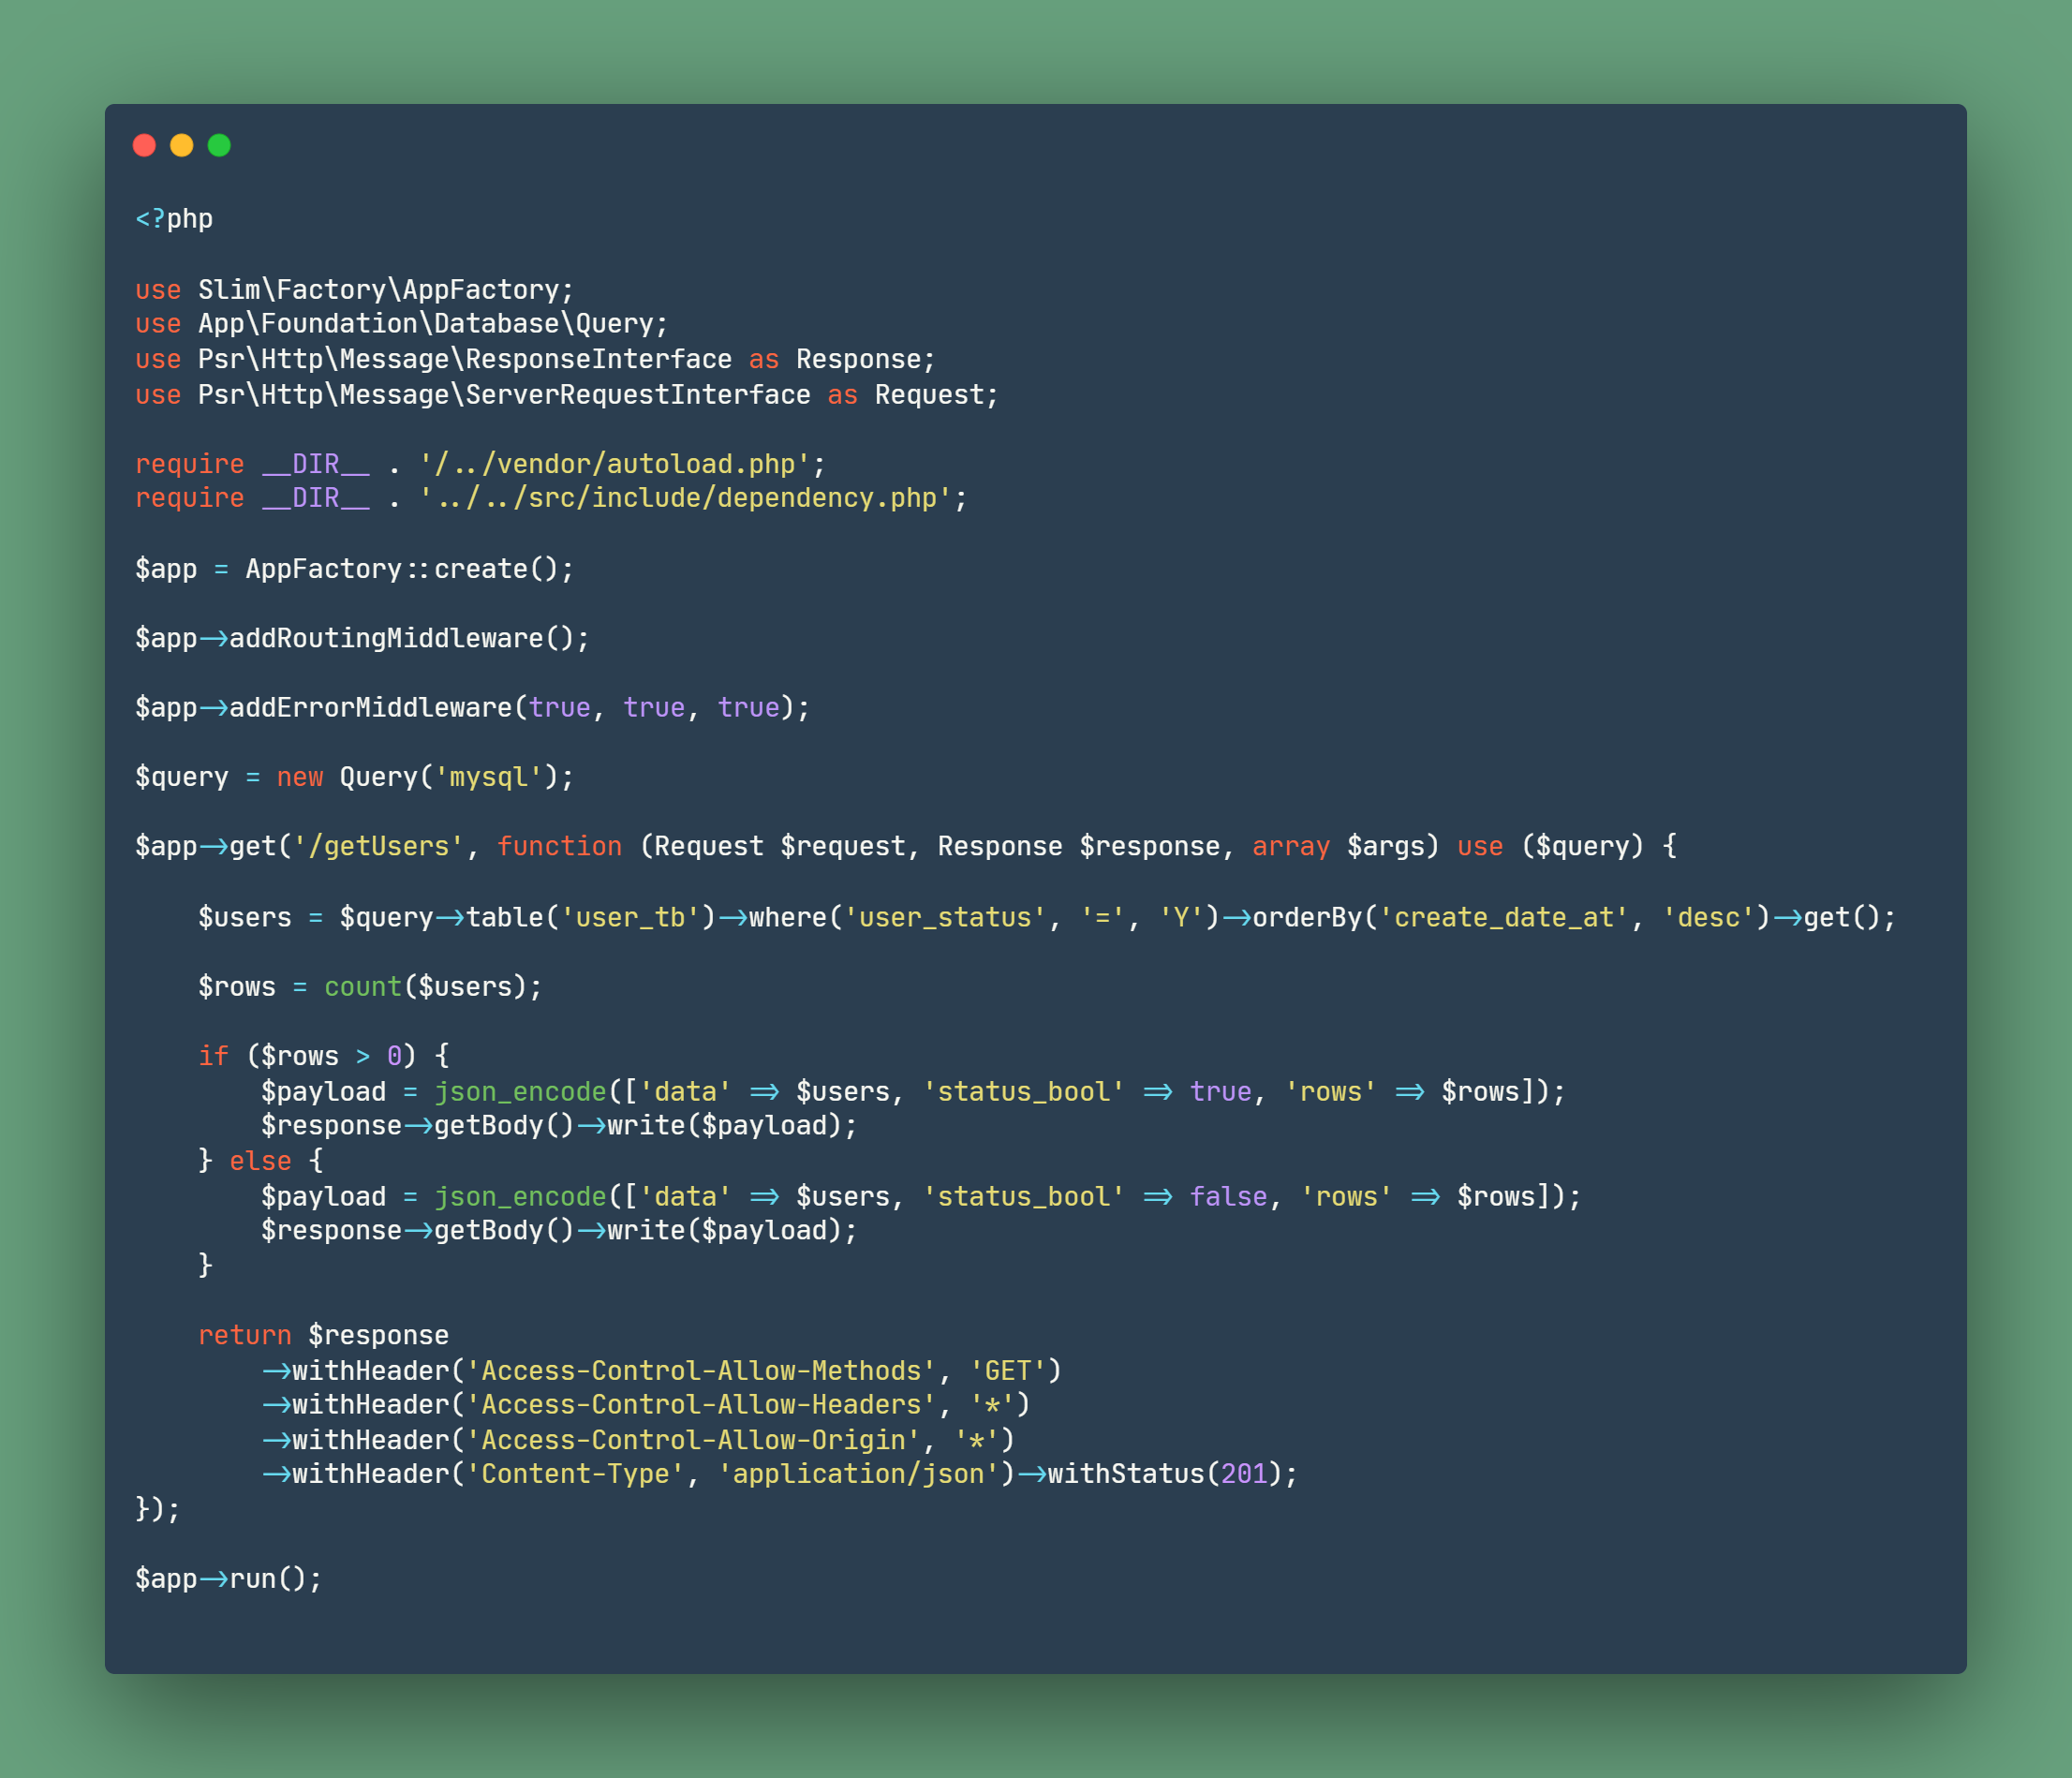 <?php

use Slim\Factory\AppFactory;
use App\Foundation\Database\Query;
use Psr\Http\Message\ResponseInterface as Response;
use Psr\Http\Message\ServerRequestInterface as Request;

require __DIR__ . '/../vendor/autoload.php';
require __DIR__ . '../../src/include/dependency.php';

$app = AppFactory::create();

$app->addRoutingMiddleware();

$app->addErrorMiddleware(true, true, true);

$query = new Query('mysql');

$app->get('/getUsers', function (Request $request, Response $response, array $args) use ($query) {

    $users = $query->table('user_tb')->where('user_status', '=', 'Y')->orderBy('create_date_at', 'desc')->get();

    $rows = count($users);

    if ($rows > 0) {
        $payload = json_encode(['data' => $users, 'status_bool' => true, 'rows' => $rows]);
        $response->getBody()->write($payload);
    } else {
        $payload = json_encode(['data' => $users, 'status_bool' => false, 'rows' => $rows]);
        $response->getBody()->write($payload);
    }

    return $response
        ->withHeader('Access-Control-Allow-Methods', 'GET')
        ->withHeader('Access-Control-Allow-Headers', '*')
        ->withHeader('Access-Control-Allow-Origin', '*')
        ->withHeader('Content-Type', 'application/json')->withStatus(201);
});

$app->run();